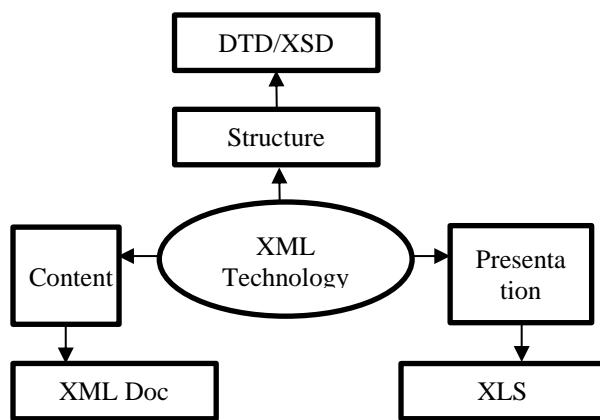 DTD/XSD
Structure
XML
Technology
Content
Presenta
tion
XML Doc
XLS